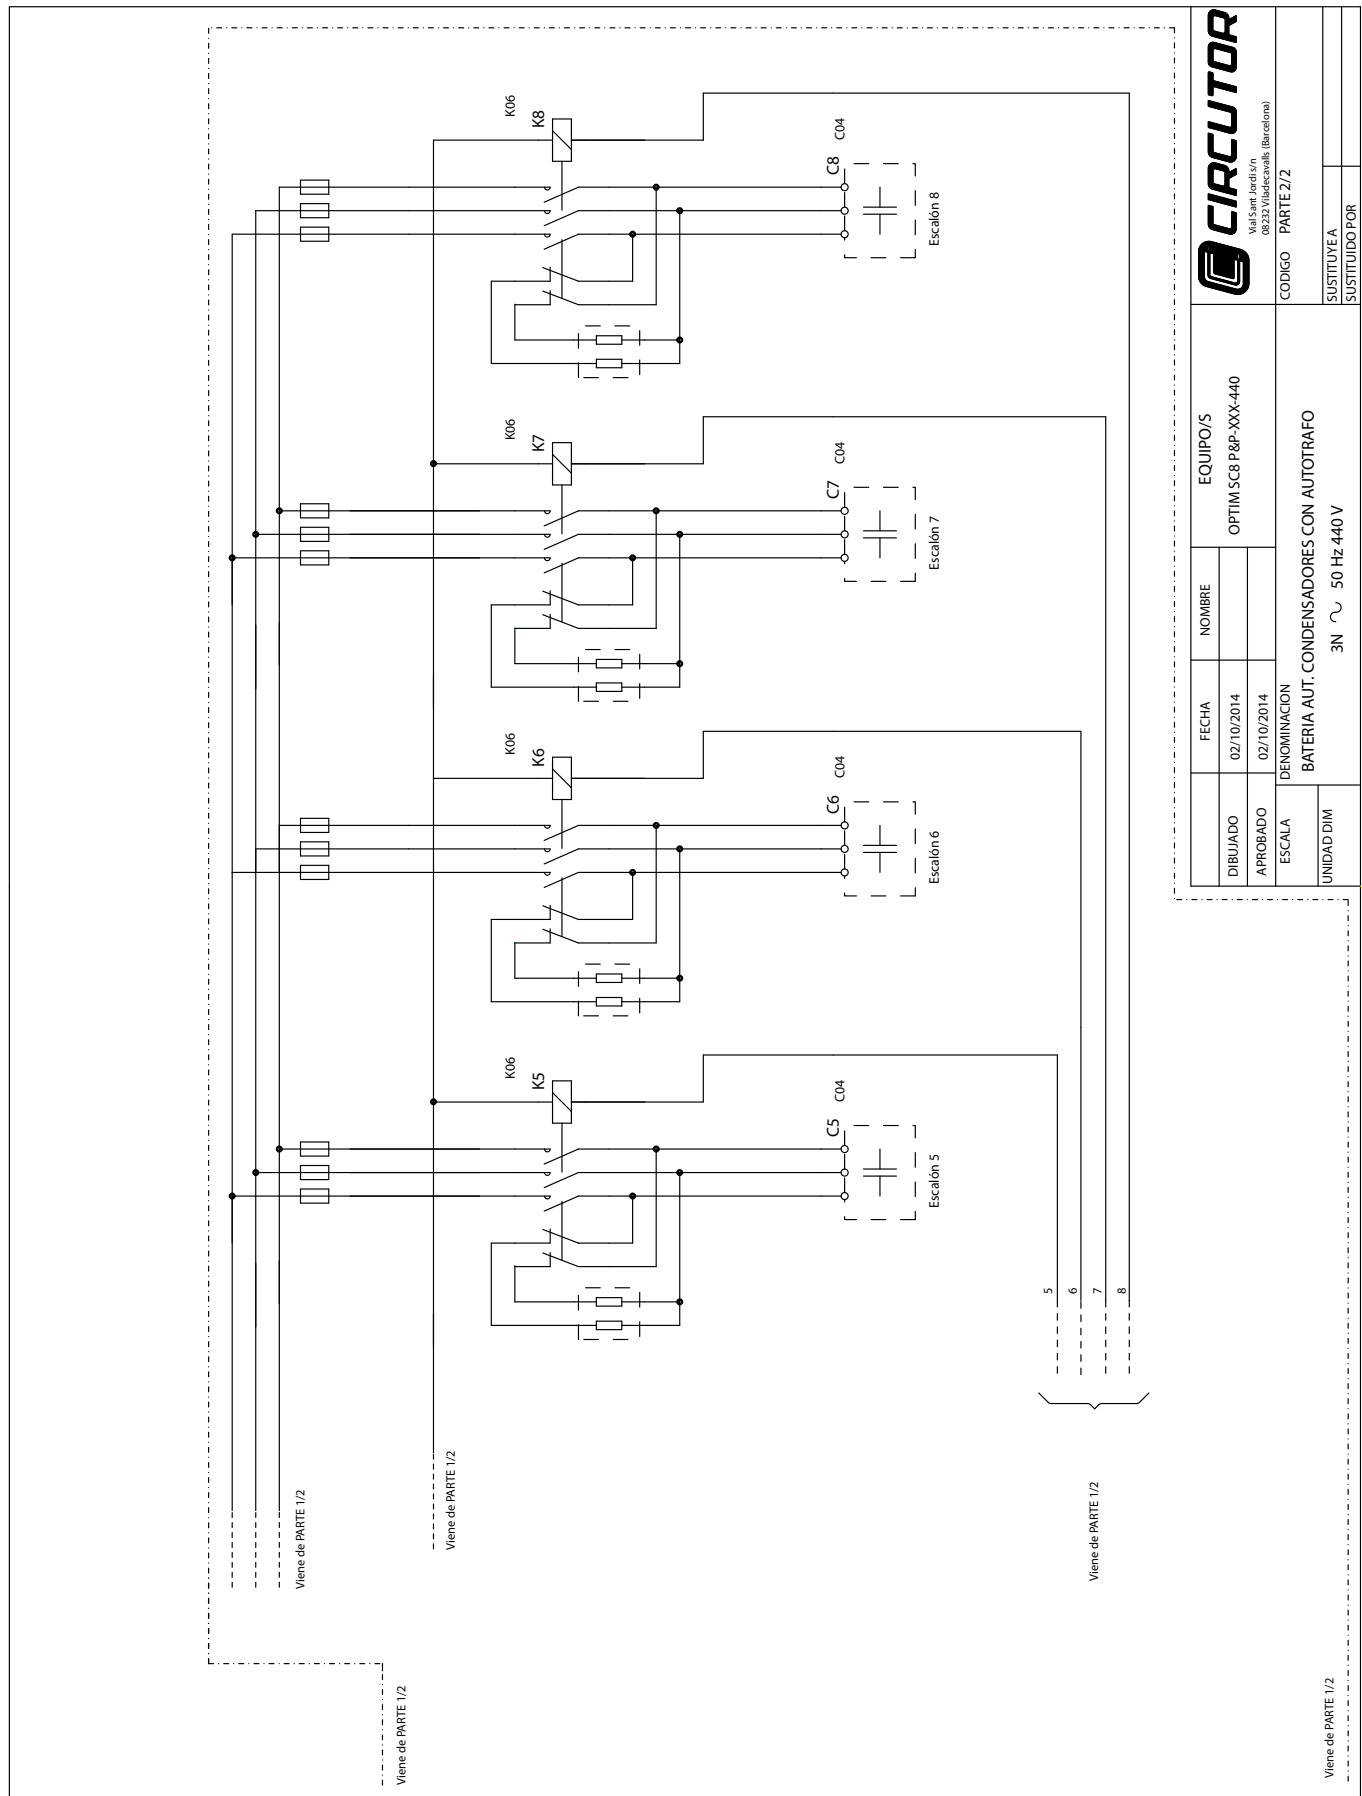 Viene de PARTE 1/2
Viene de PARTE 1/2
Viene de PARTE 1/2
K06
K5
K06
K6
K06
K7
K06
K8
C5
C04
Escalón 5
C6
C04
Escalón 6
C7
C04
Escalón 7
C8
C04
Escalón 8
5
6
7
8
Viene de PARTE 1/2
Viene de PARTE 1/2
FECHA
NOMBRE
EQUIPO/S
DIBUJADO
02/10/2014
OPTIM SC8 P&P-XXX-440
APROBADO
02/10/2014
CIRCUTOR
Vial Sant Jordi s/n
08232 Viladecavalls (Barcelona)
ESCALA
DENOMINACION
BATERIA AUT. CONDENSADORES CON AUTOTRAFO
3N ~ 50 Hz 440 V
CODIGO PARTE 2/2
UNIDAD DIM
SUSTITUYE A
SUSTITUIDO POR